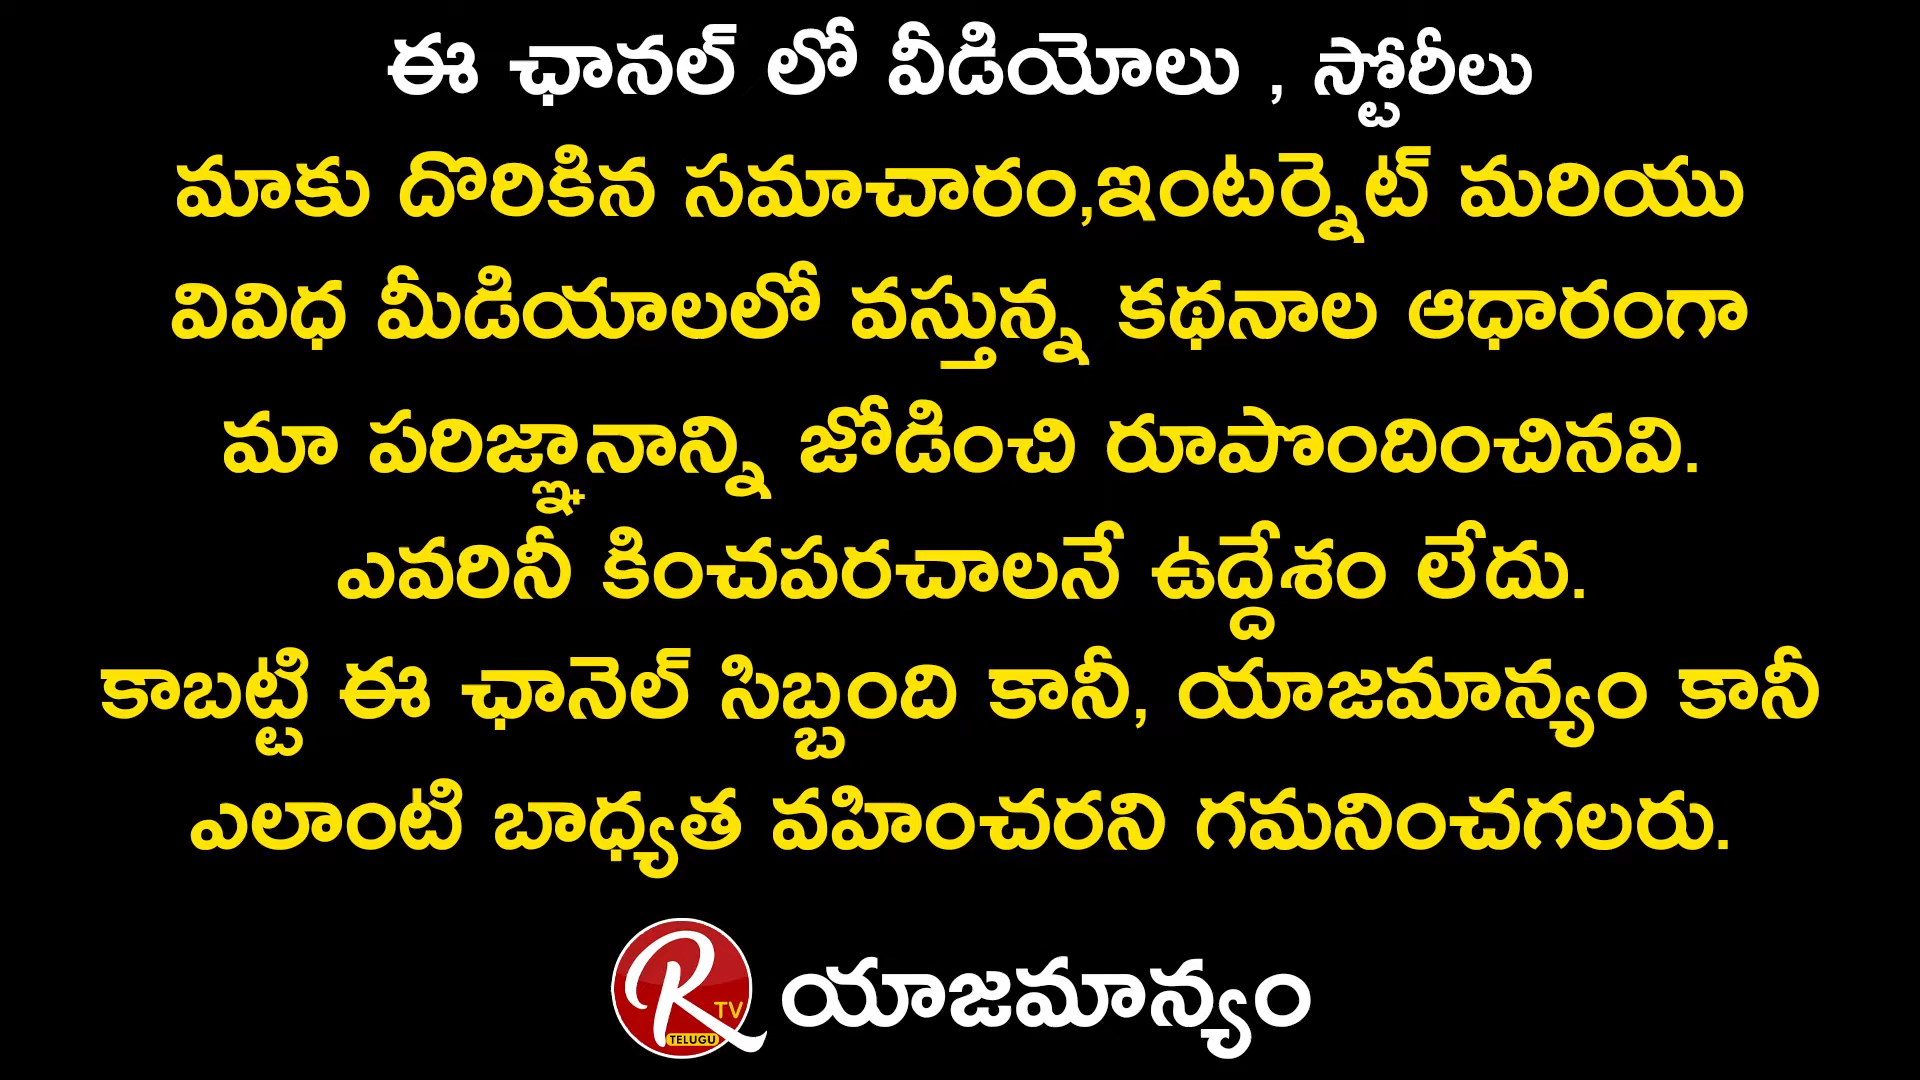 ఈ ఛానల్ లో వీడియోలు , స్టోరీలు
మాకు దొరికిన సమాచారం,ఇంటర్నెట్ మరియు
వివిధ మీడియాలలో వస్తున్న కథనాల ఆధారంగా
మా పరిజ్ఞానాన్ని జోడించి రూపొందించినవి.
ఎవరినీ కించపరచాలనే ఉద్దేశం లేదు.
కాబట్టి ఈ ఛానెల్ సిబ్బంది కానీ, యాజమాన్యం కానీ
ఎలాంటి బాధ్యత వహించరని గమనించగలరు.
R TV TELUGU యాజమాన్యం